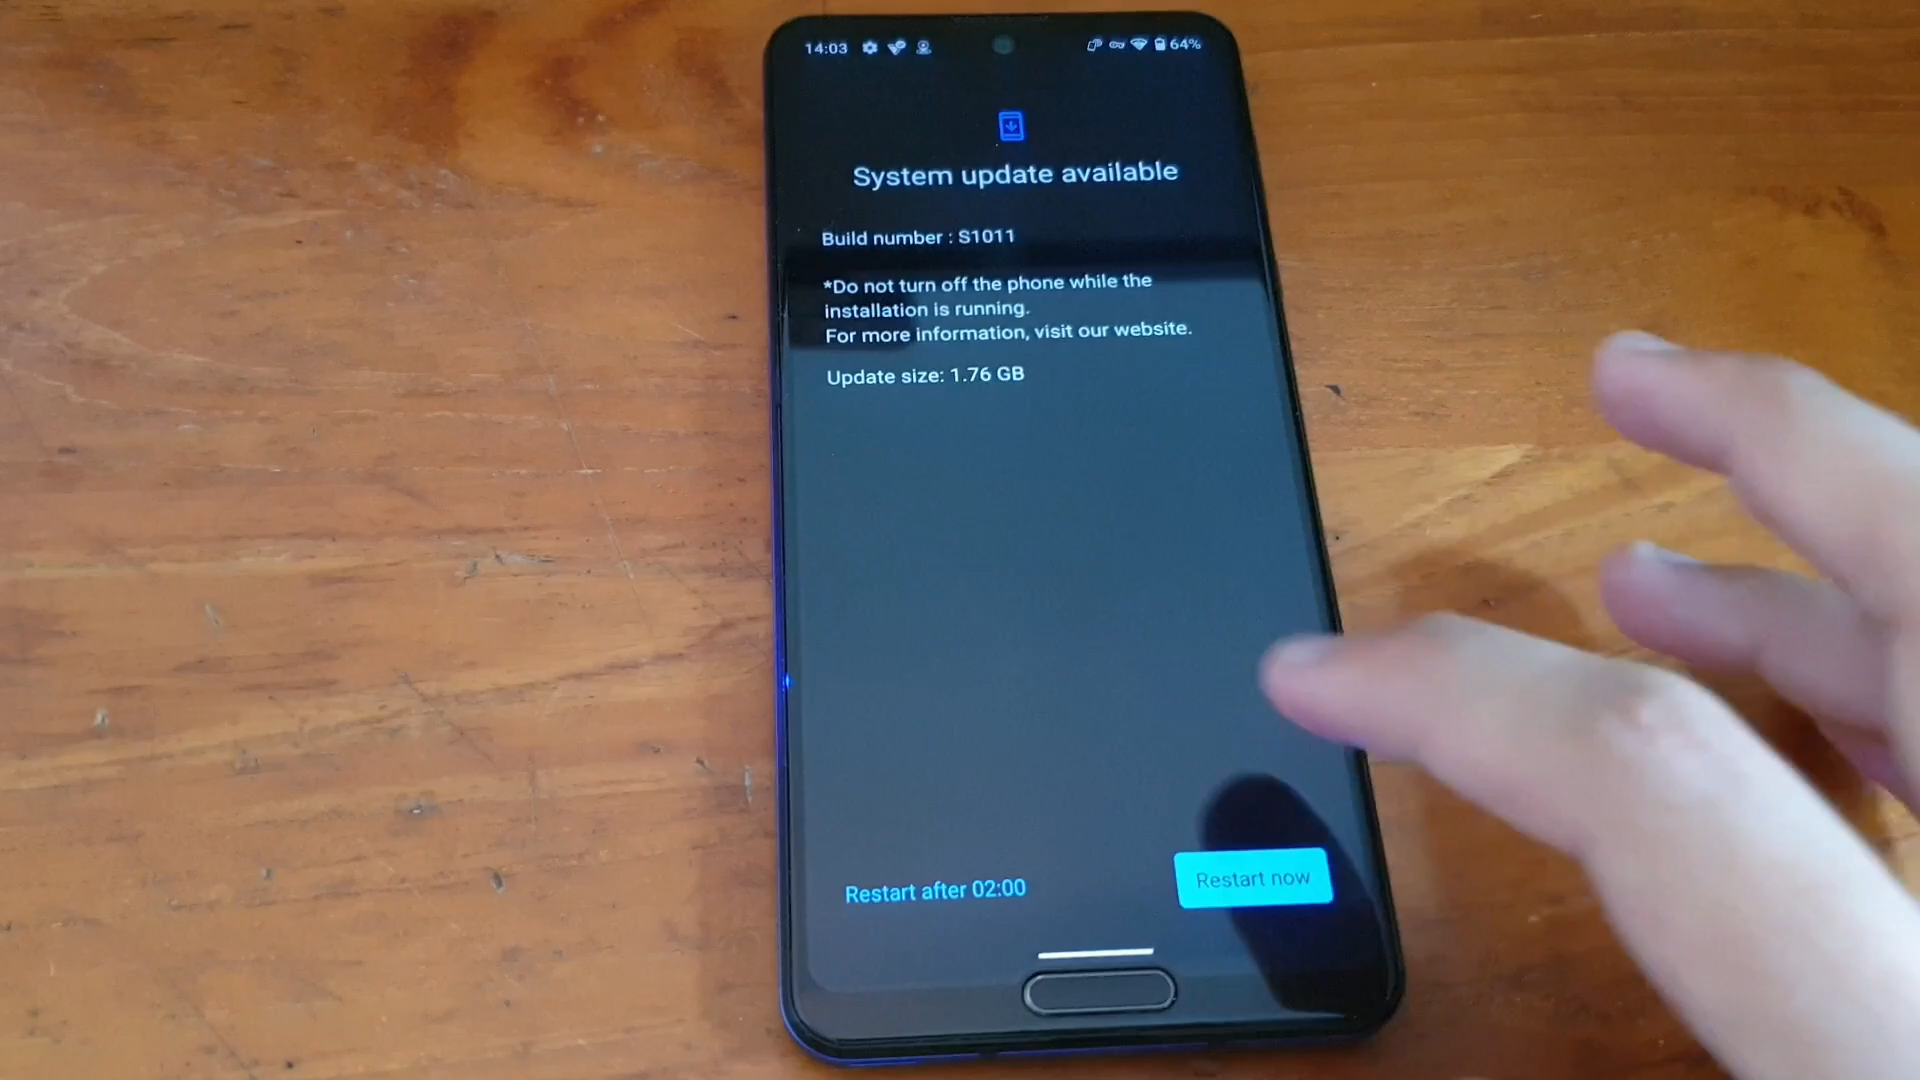 14:03 64%
System update available
Build number : S1011
*Do not turn off the phone while the
installation is running.
For more information, visit our website.
Update size: 1.76 GB
Restart after 02:00 Restart now